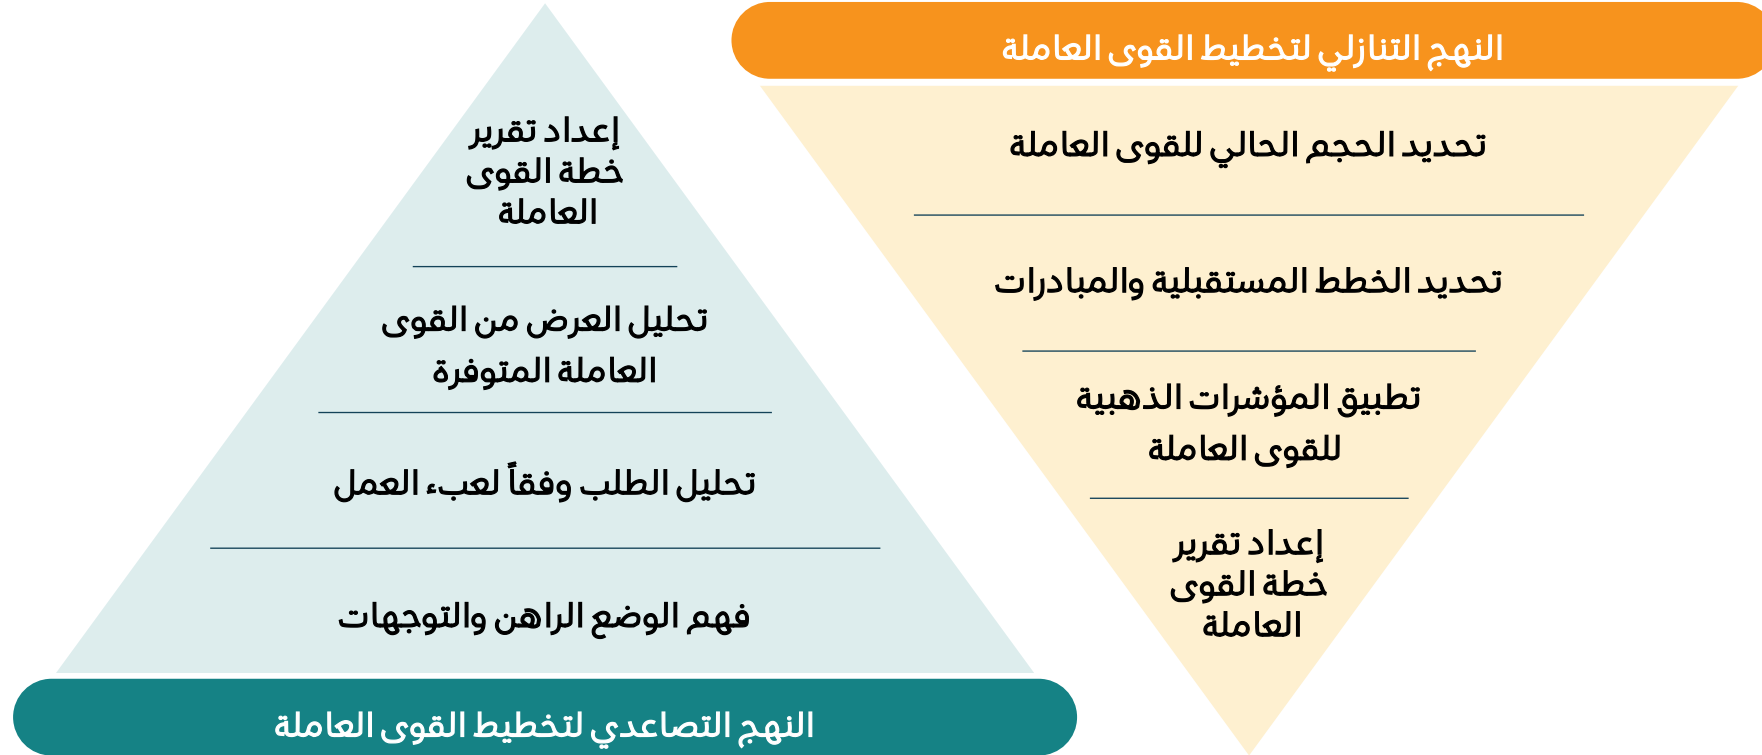 النهج التنازلي لتخطيط القوى العاملة
تحديد الحجم الحالي للقوى العاملة
تحديد الخطط المستقبلية والمبادرات
تطبيق المؤشرات الذهبية
للقوى العاملة
إعداد تقرير
خطة القوى
العاملة
إعداد تقرير
خطة القوى
العاملة
تحليل العرض من القوى
العاملة المتوفرة
تحليل الطلب وفقاً لعبء العمل
فهم الوضع الراهن والتوجهات
النهج التصاعدي لتخطيط القوى العاملة